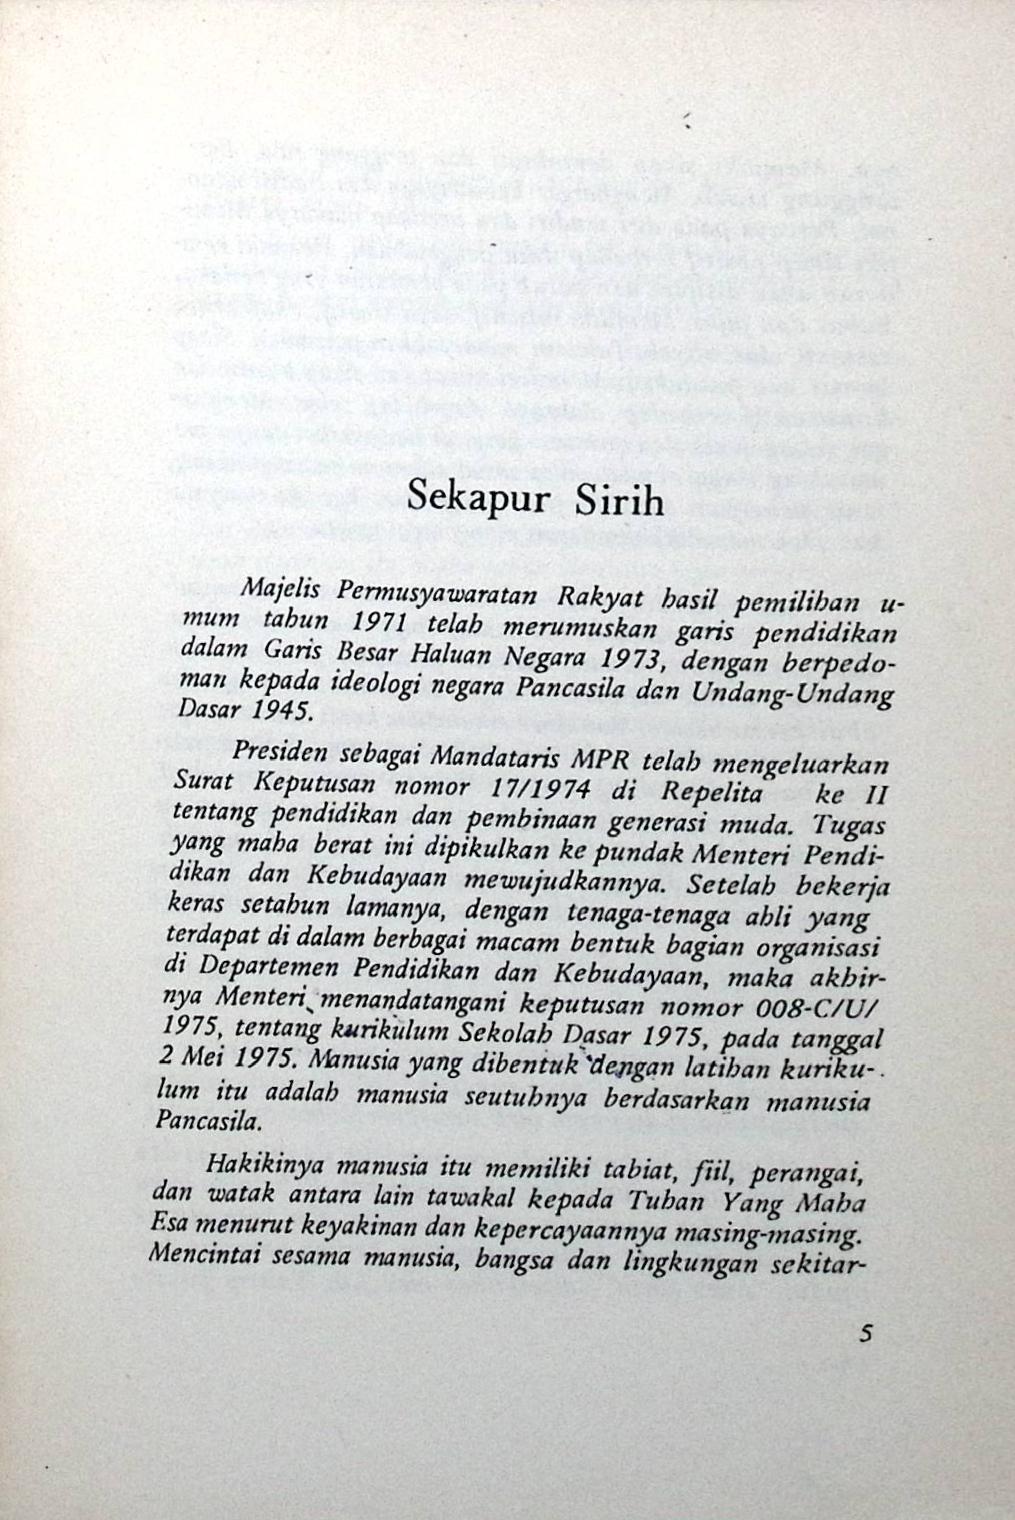 Sekapur Sirih
Majelis Permusyawaratan Rakyat hasil pemilihan u-
mum tahun 1971 telah merumuskan garis pendidikan
dalam Garis Besar Haluan Negara 1973, dengan berpedo-
man kepada ideologi negara Pancasila dan Undang-Undang
Dasar 1945.
Presiden sebagai Mandataris MPR telah mengeluarkan
Surat Keputusan nomor 17/1974 di Repelita ke II
tentang pendidikan dan pembinaan generasi muda. Tugas
yang maha berat ini dipikulkan ke pundak Menteri Pendi-
dikan dan Kebudayaan mewujudkannya. Setelah bekerja
keras setahun lamanya, dengan tenaga-tenaga ahli yang
terdapat di dalam berbagai macam bentuk bagian organisasi
di Departemen Pendidikan dan Kebudayaan, maka akhir-
nya Menteri menandatangani keputusan nomor 008-C/U/
1975, tentang kurikulum Sekolah Dasar 1975, pada tanggal
2 Mei 1975. Manusia yang dibentuk dengan latihan kuriku-
lum itu adalah manusia seutuhnya berdasarkan manusia
Pancasila.
Hakikinya manusia itu memiliki tabiat, fiil, perangai,
dan watak antara lain tawakal kepada Tuhan Yang Maha
Esa menurut keyakinan dan kepercayaannya masing-masing.
Mencintai sesama manusia, bangsa dan lingkungan sekitar-
5